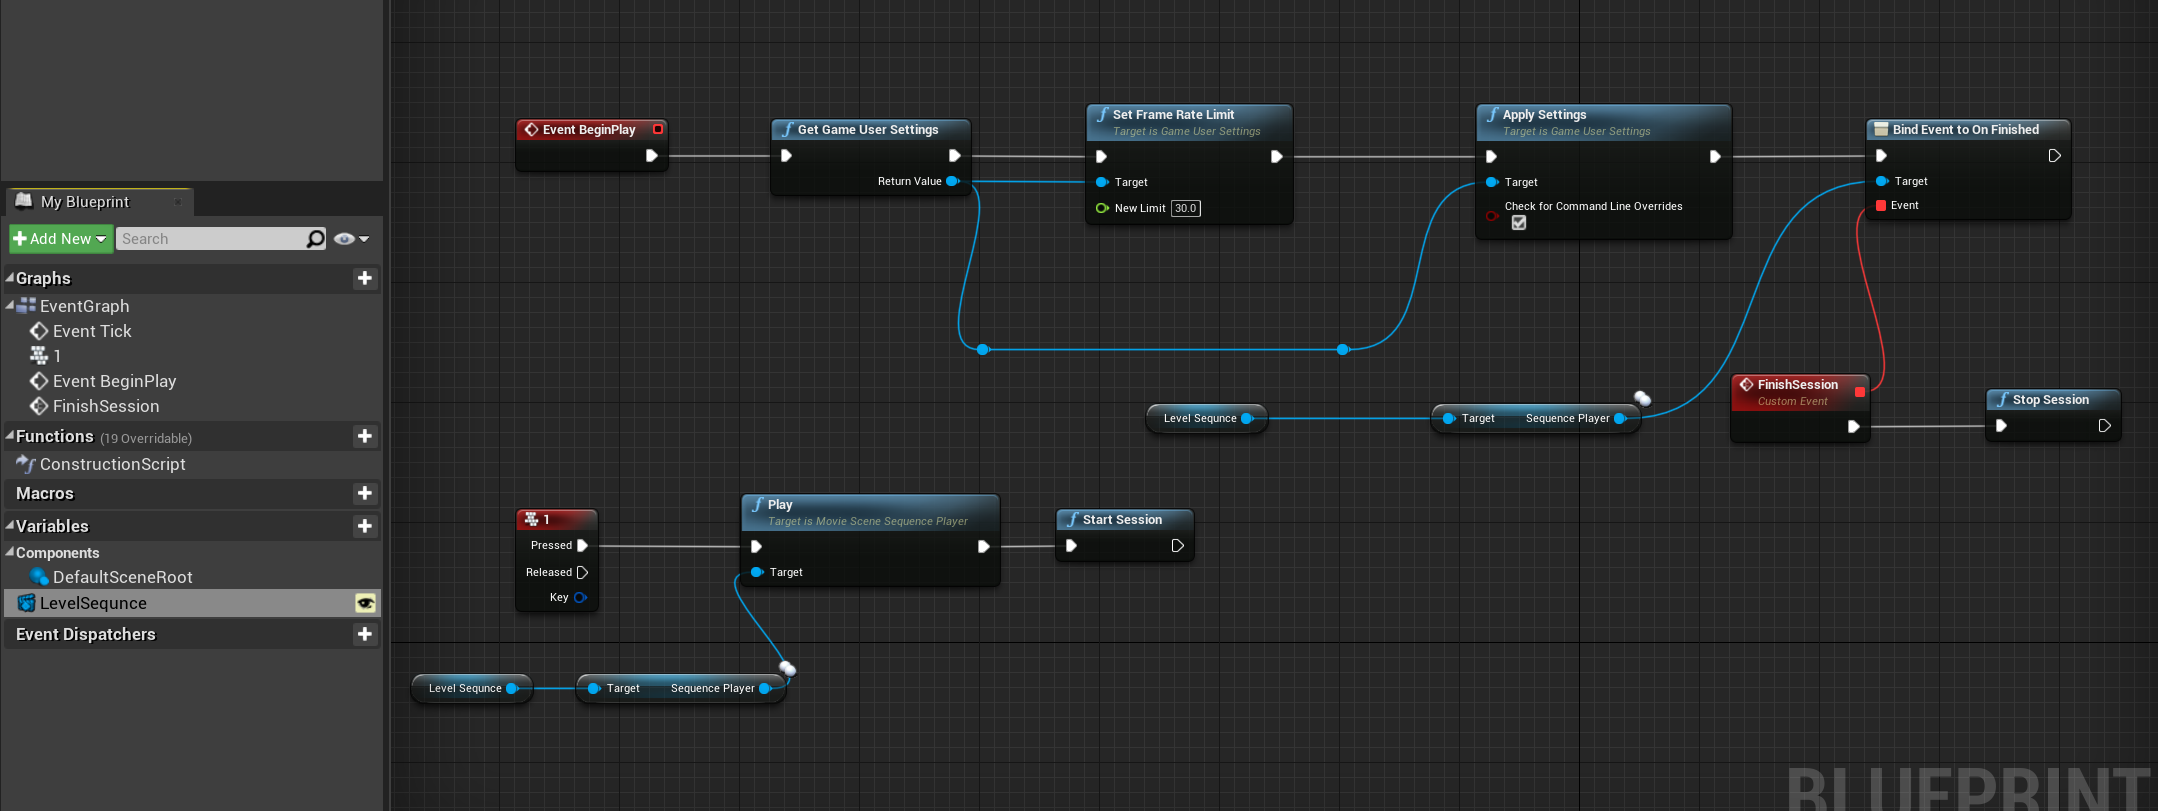 My Blueprint
Add New
Search
Graphs
EventGraph
Event Tick
1
Event BeginPlay
FinishSession
Functions (19 Overridable)
ConstructionScript
Macros
Variables
Components
DefaultSceneRoot
LevelSequnce
Event Dispatchers
Event BeginPlay
Get Game User Settings
Return Value
Set Frame Rate Limit
Target is Game User Settings
Target
New Limit 30.0
Apply Settings
Target is Game User Settings
Target
Check for Command Line Overrides
Bind Event to On Finished
Target
Event
Level Sequnce
Target Sequence Player
FinishSession
Custom Event
Stop Session
1
Pressed
Released
Key
Play
Target is Movie Scene Sequence Player
Target
Start Session
Level Sequnce
Target Sequence Player
BLUEPRINT